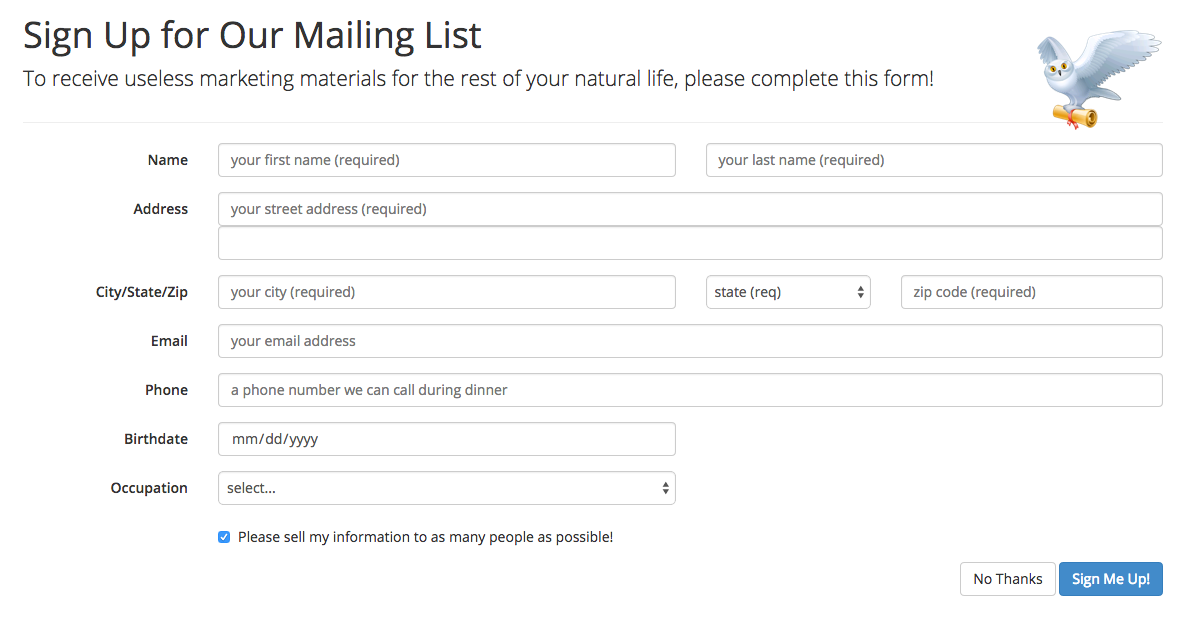 Sign Up for Our Mailing List
To receive useless marketing materials for the rest of your natural life, please complete this form!
Name your first name (required) your last name (required)
Address your street address (required)
City/State/Zip your city (required) state (req) zip code (required)
Email your email address
Phone a phone number we can call during dinner
Birthdate mm/dd/yyyy
Occupation select...
Please sell my information to as many people as possible!
No Thanks Sign Me Up!